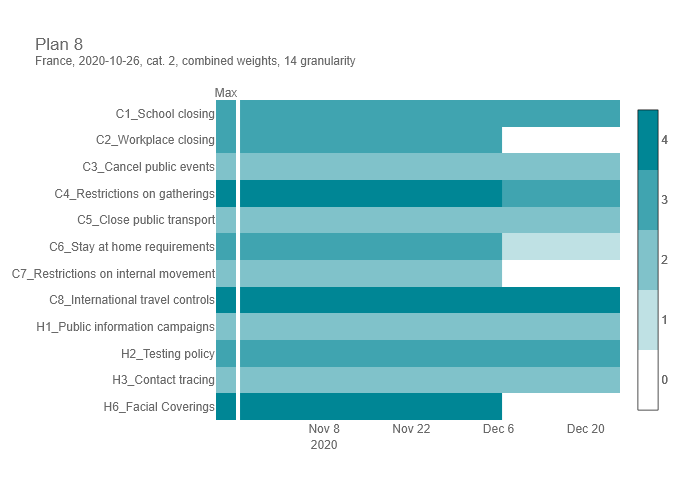 Plan 8
France, 2020-10-26, cat. 2, combined weights, 14 granularity
Max
C1_School closing
C2_Workplace closing
C3_Cancel public events
C4_Restrictions on gatherings
C5_Close public transport
C6_Stay at home requirements
C7_Restrictions on internal movement
C8_International travel controls
H1_Public information campaigns
H2_Testing policy
H3_Contact tracing
H6_Facial Coverings
Nov 8 Nov 22 Dec 6 Dec 20
2020
4
3
2
1
0